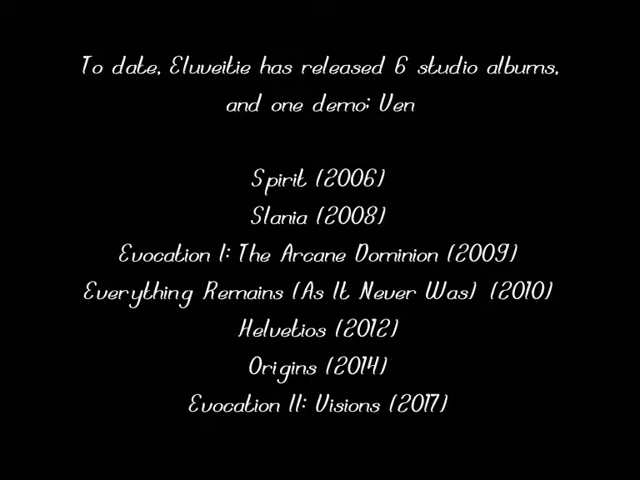 To date, Eluveitie has released 6 studio albums,
and one demo; Ven
Spirit (2006)
Slania (2008)
Evocation I: The Arcane Dominion (2009)
Everything Remains (As It Never Was) (2010)
Helvetios (2012)
Origins (2014)
Evocation II: Visions (2017)